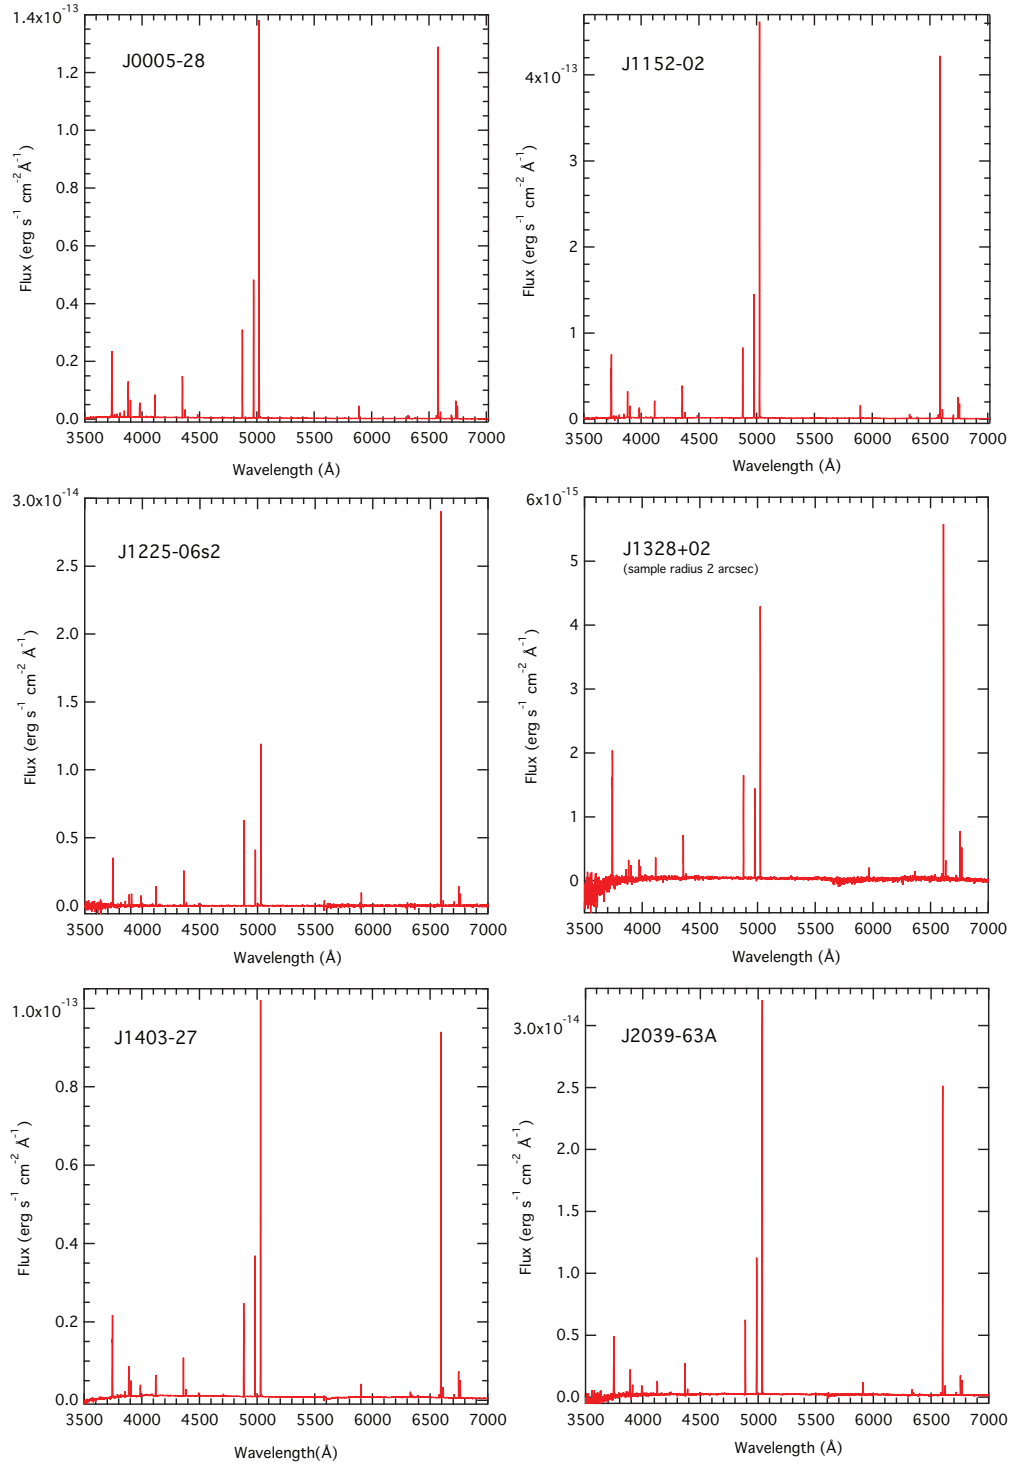 1.4x10⁻¹³
J0005-28
1.2
1.0
0.8
0.6
0.4
0.2
0.0
Flux (erg s⁻¹ cm⁻²Å⁻¹)
3500 4000 4500 5000 5500 6000 6500 7000
Wavelength (Å)
J1152-02
4x10⁻¹³
3
2
1
0
Flux (erg s⁻¹ cm⁻² Å⁻¹)
3500 4000 4500 5000 5500 6000 6500 7000
Wavelength (Å)
3.0x10⁻¹⁴
J1225-06s2
2.5
2.0
1.5
1.0
0.5
0.0
Flux (erg s⁻¹ cm⁻² Å⁻¹)
3500 4000 4500 5000 5500 6000 6500 7000
Wavelength (Å)
6x10⁻¹⁵
J1328+02
(sample radius 2 arcsec)
5
4
3
2
1
0
Flux (erg s⁻¹ cm⁻² Å⁻¹)
3500 4000 4500 5000 5500 6000 6500 7000
Wavelength (Å)
1.0x10⁻¹³
J1403-27
0.8
0.6
0.4
0.2
0.0
Flux (erg s⁻¹ cm⁻² Å⁻¹)
3500 4000 4500 5000 5500 6000 6500 7000
Wavelength(Å)
3.0x10⁻¹⁴
J2039-63A
2.5
2.0
1.5
1.0
0.5
0.0
Flux (erg s⁻¹ cm⁻² Å⁻¹)
3500 4000 4500 5000 5500 6000 6500 7000
Wavelength (Å)